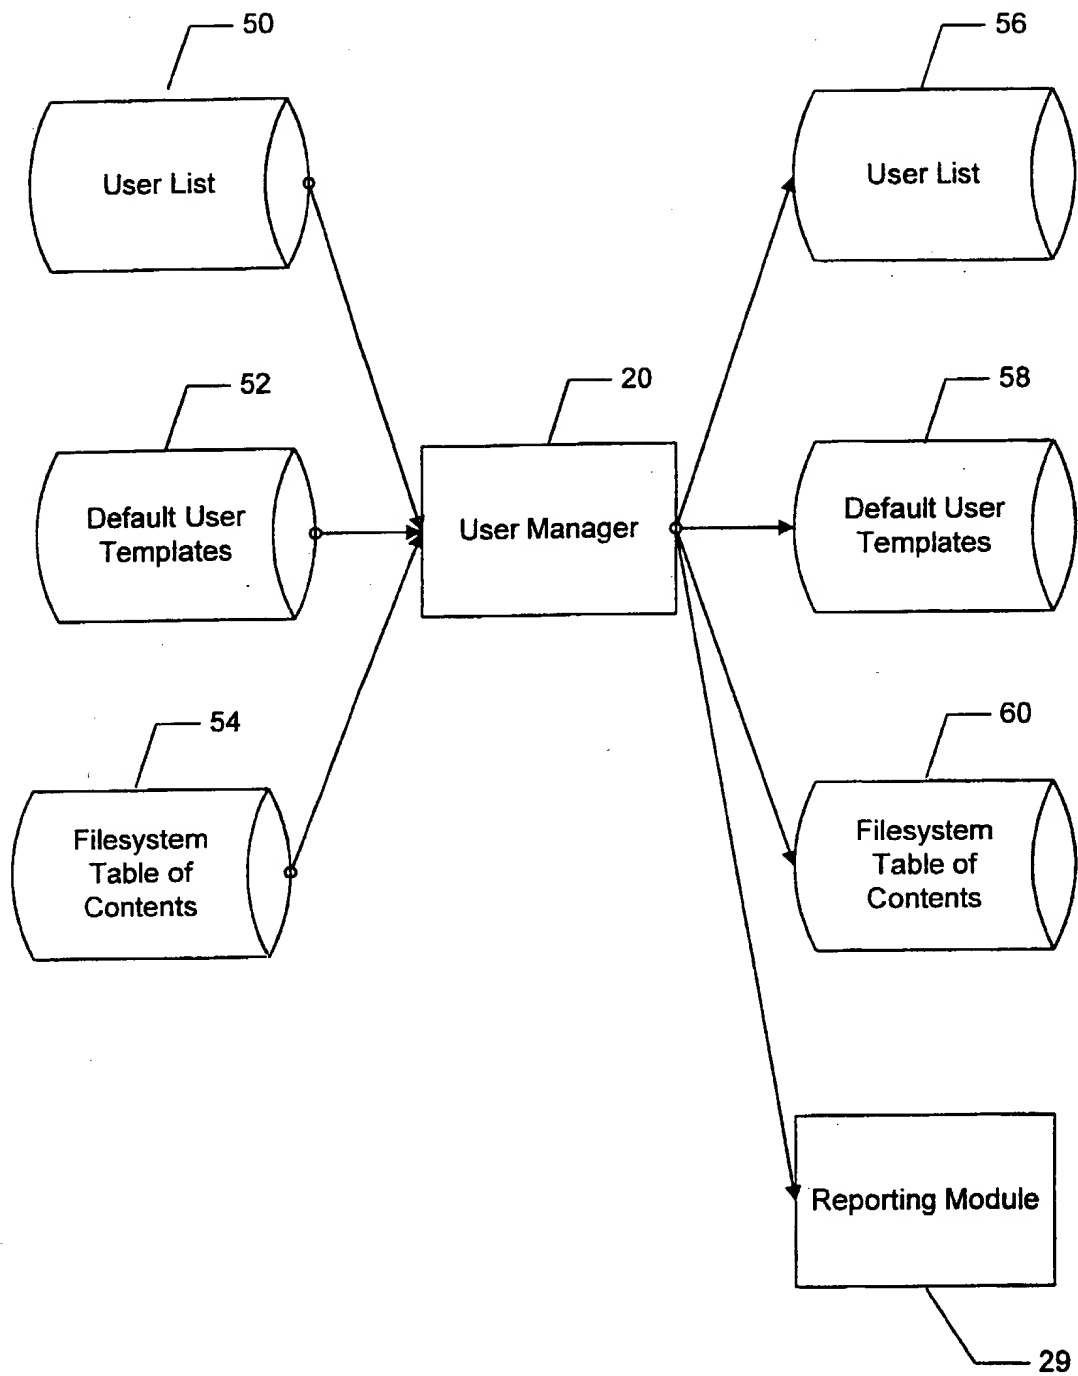 50
56
User List
User List
52
20
58
Default User
Templates
User Manager
Default User
Templates
54
60
Filesystem
Table of
Contents
Filesystem
Table of
Contents
Reporting Module
29